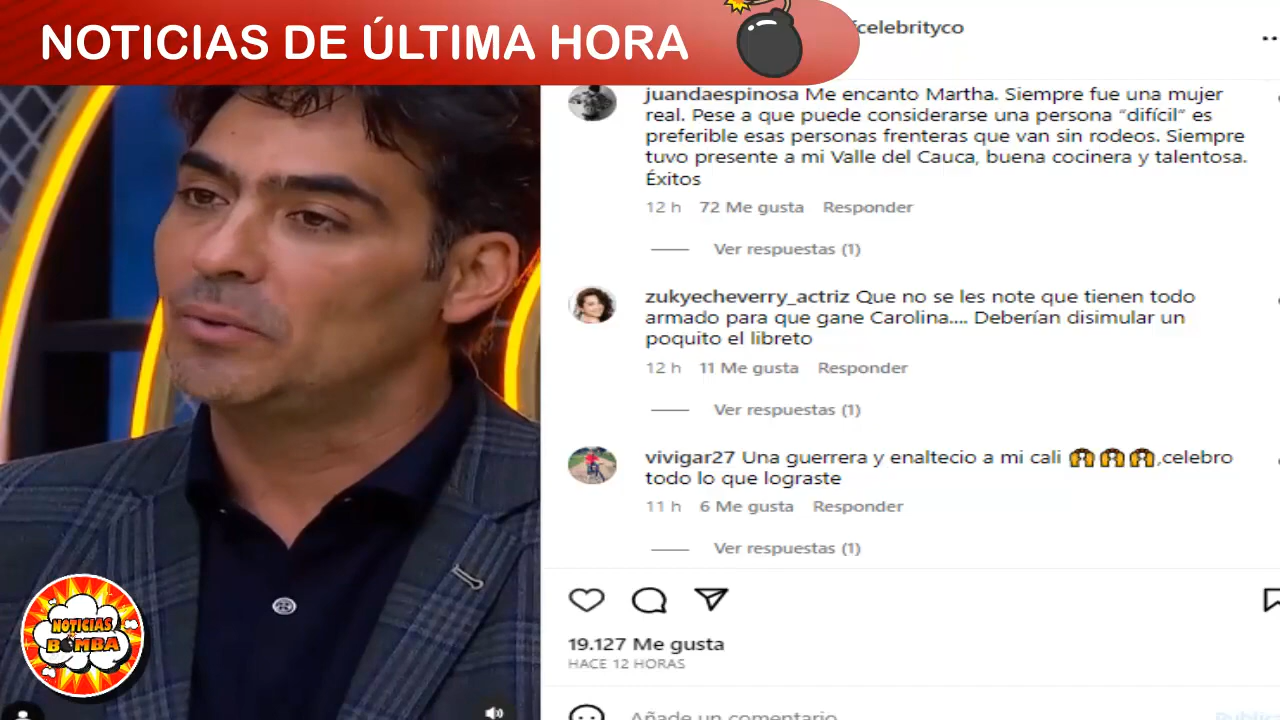 NOTICIAS DE ÚLTIMA HORA
celebrityco
juandaespinosa Me encanto Martha. Siempre fue una mujer
real. Pese a que puede considerarse una persona “difícil” es
preferible esas personas frenteras que van sin rodeos. Siempre
tuvo presente a mi Valle del Cauca, buena cocinera y talentosa.
Éxitos
12 h 72 Me gusta Responder
Ver respuestas (1)
zukyecheverry_actriz Que no se les note que tienen todo
armado para que gane Carolina.... Deberían disimular un
poquito el libreto
12 h 11 Me gusta Responder
Ver respuestas (1)
vivigar27 Una guerrera y enaltecio a mi cali 🙌🙌🙌,celebro
todo lo que lograste
11 h 6 Me gusta Responder
Ver respuestas (1)
19.127 Me gusta
HACE 12 HORAS
Añade un comentario
NOTICIAS
BOMBA